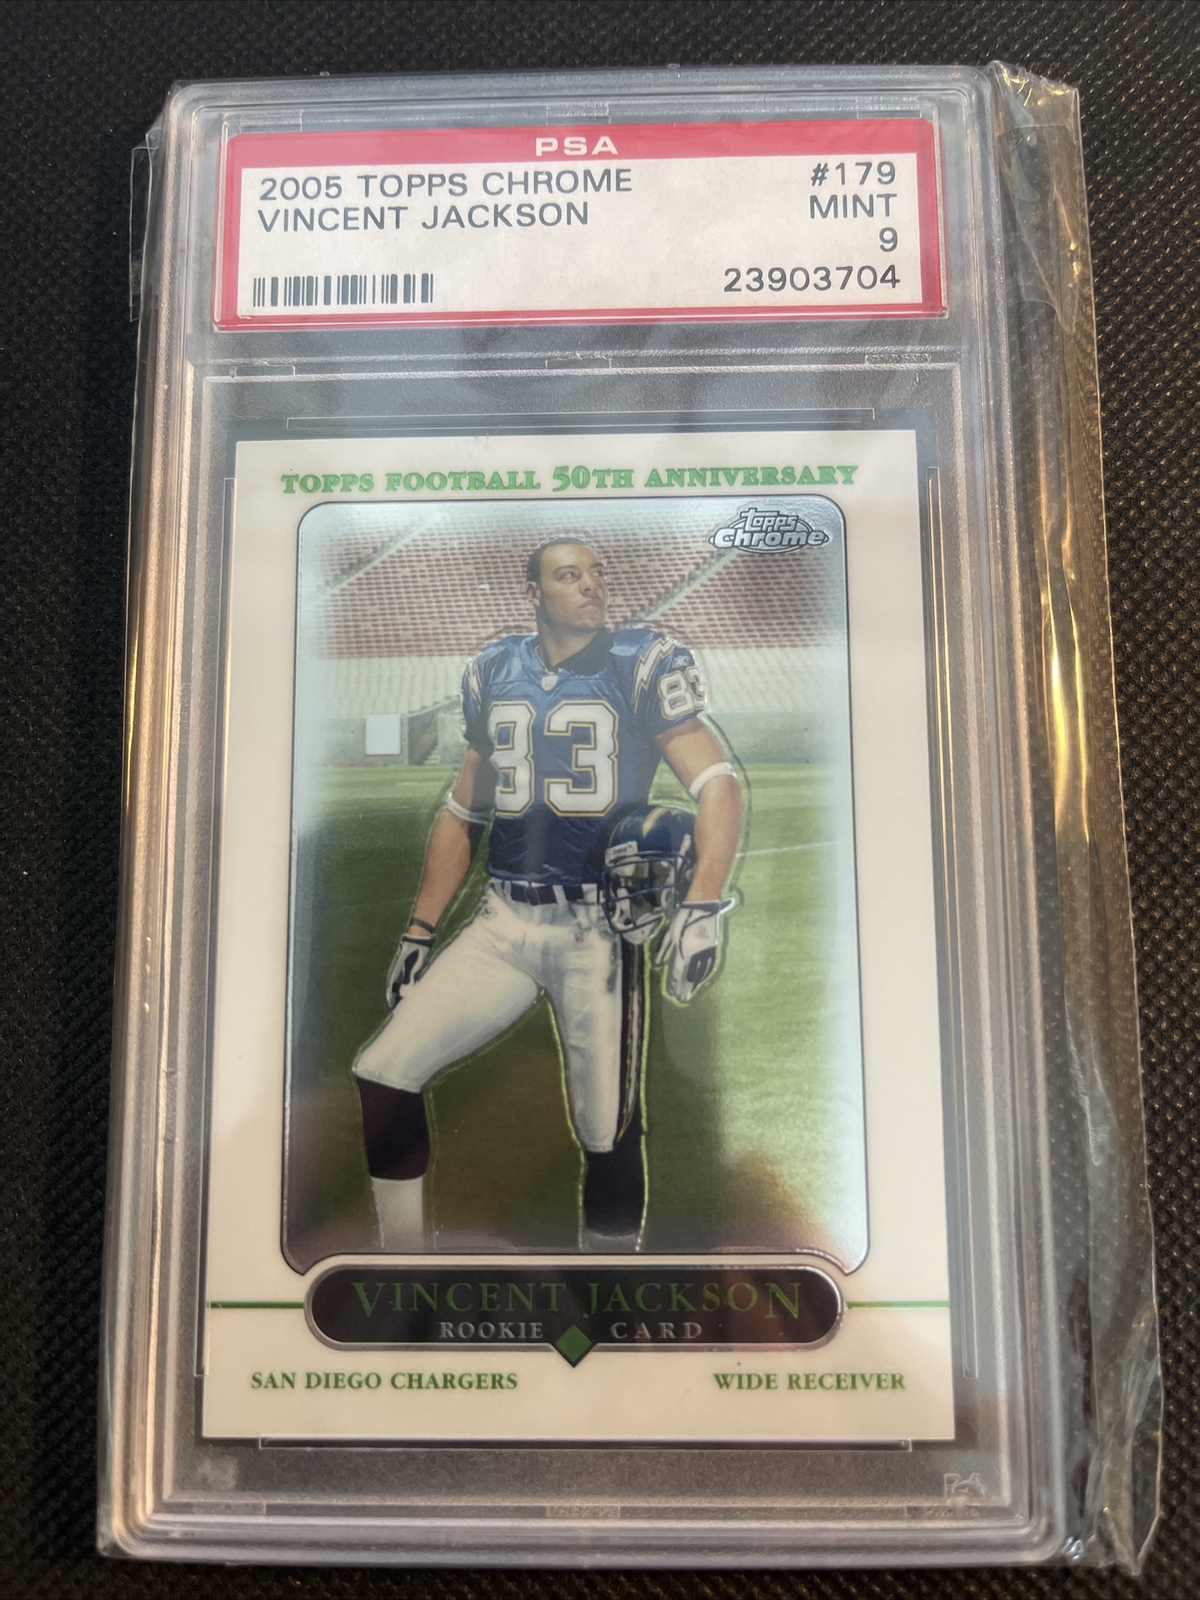 PSA
2005 TOPPS CHROME #179
VINCENT JACKSON MINT
9
23903704
TOPPS FOOTBALL 50TH ANNIVERSARY
topps
Chrome
83
83
VINCENT JACKSON
ROOKIE CARD
SAN DIEGO CHARGERS WIDE RECEIVER